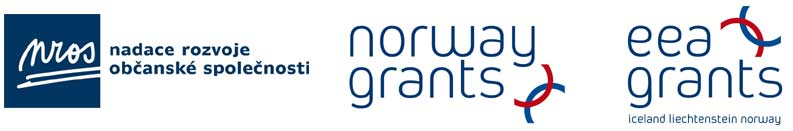 nros
nadace rozvoje
občanské společnosti
norway
grants
eea
grants
iceland liechtenstein norway